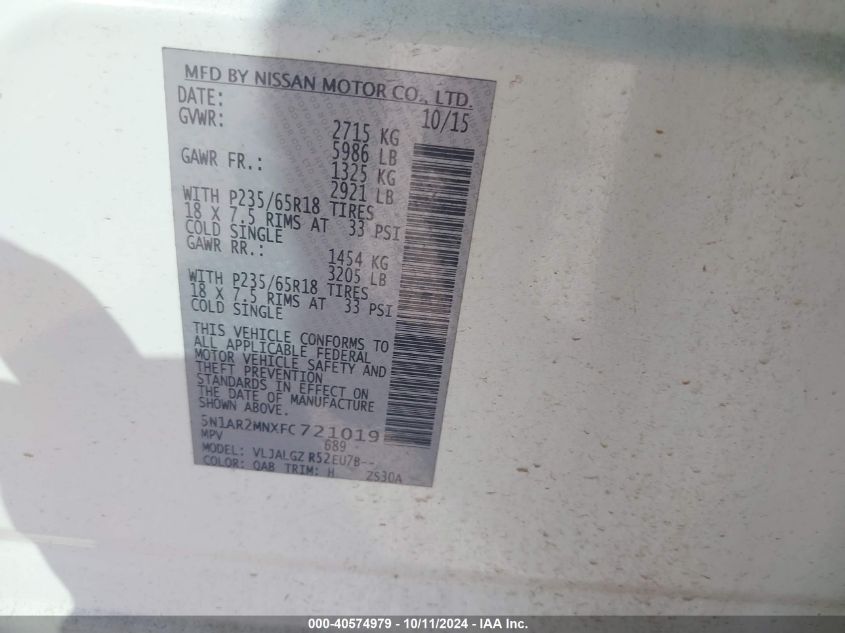 MFD BY NISSAN MOTOR CO., LTD.
DATE: 10/15
GVWR: 2715 KG
5986 LB
GAWR FR.: 1325 KG
2921 LB
WITH P235/65R18 TIRES
18 X 7.5 RIMS AT 33 PSI
COLD SINGLE
GAWR RR.: 1454 KG
3205 LB
WITH P235/65R18 TIRES
18 X 7.5 RIMS AT 33 PSI
COLD SINGLE
THIS VEHICLE CONFORMS TO
ALL APPLICABLE FEDERAL
MOTOR VEHICLE SAFETY AND
THEFT PREVENTION
STANDARDS IN EFFECT ON
THE DATE OF MANUFACTURE
SHOWN ABOVE.
5N1AR2MNXFC721019
MPV 689
MODEL: VLJALGZ R52EU7B--
COLOR: QAB TRIM: H 2S30A
000-40574979 - 10/11/2024 - IAA Inc.